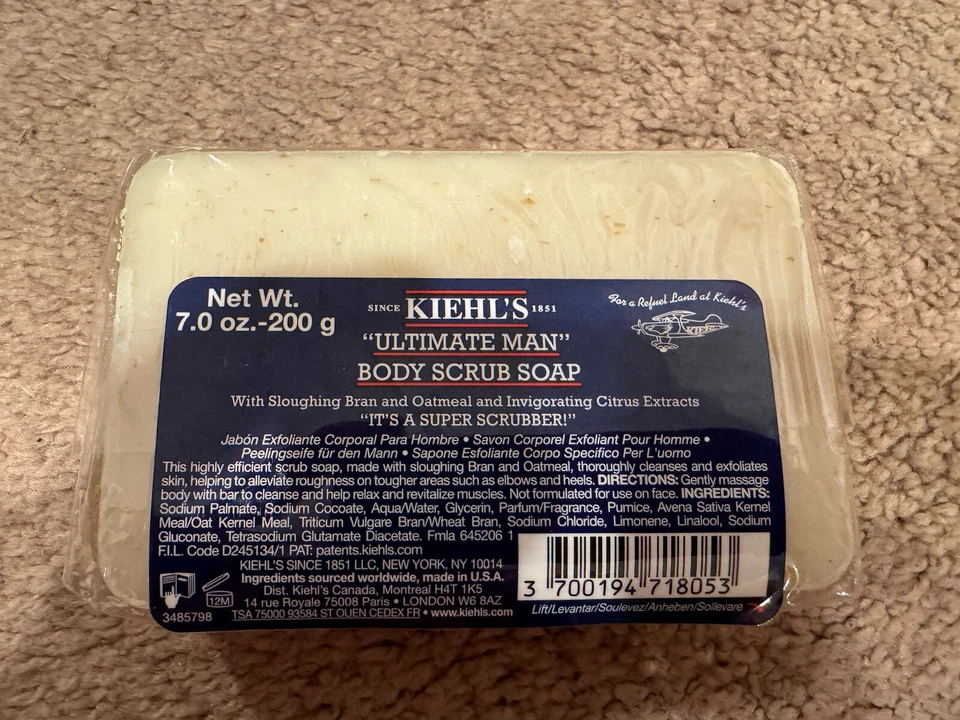 Net Wt.
7.0 oz.-200 g
SINCE KIEHL'S 1851
For a Refuel Land at Kiehl's
KIEHL'S
"ULTIMATE MAN"
BODY SCRUB SOAP
With Sloughing Bran and Oatmeal and Invigorating Citrus Extracts
"IT'S A SUPER SCRUBBER!"
Jabón Exfoliante Corporal Para Hombre • Savon Corporel Exfoliant Pour Homme •
Peelingseife für den Mann • Sapone Esfoliante Corpo Specifico Per L'uomo
This highly efficient scrub soap, made with sloughing Bran and Oatmeal, thoroughly cleanses and exfoliates
skin, helping to alleviate roughness on tougher areas such as elbows and heels. DIRECTIONS: Gently massage
body with bar to cleanse and help relax and revitalize muscles. Not formulated for use on face. INGREDIENTS:
Sodium Palmate, Sodium Cocoate, Aqua/Water, Glycerin, Parfum/Fragrance, Pumice, Avena Sativa Kernel
Meal/Oat Kernel Meal, Triticum Vulgare Bran/Wheat Bran, Sodium Chloride, Limonene, Linalool, Sodium
Gluconate, Tetrasodium Glutamate Diacetate. Fmla 645206 1
F.I.L. Code D245134/1 PAT: patents.kiehls.com
KIEHL'S SINCE 1851 LLC, NEW YORK, NY 10014
Ingredients sourced worldwide, made in U.S.A.
Dist. Kiehl's Canada, Montreal H4T 1K5
14 rue Royale 75008 Paris • LONDON W6 8AZ
TSA 75000 93584 ST OUEN CEDEX FR • www.kiehls.com
12M
3485798
3 700194 718053
Lift/Levantar/Soulevez/Anheben/Sollevare